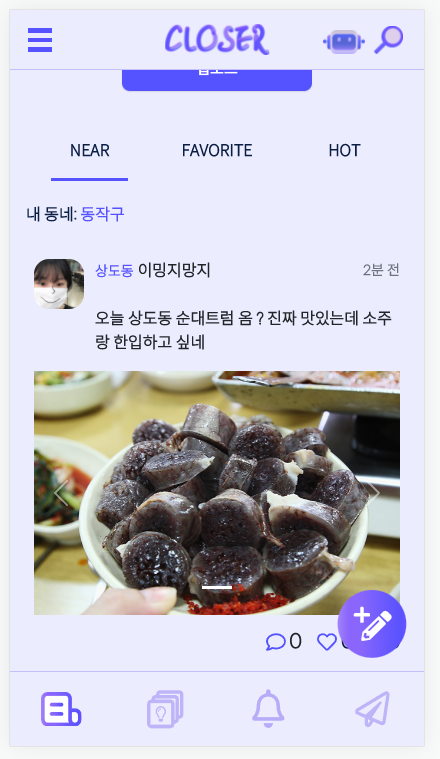 CLOSER
NEAR FAVORITE HOT
내 동네: 동작구
상도동 이밍지망지 2분 전
오늘 상도동 순대트럼 옴 ? 진짜 맛있는데 소주
랑 한입하고 싶네
0